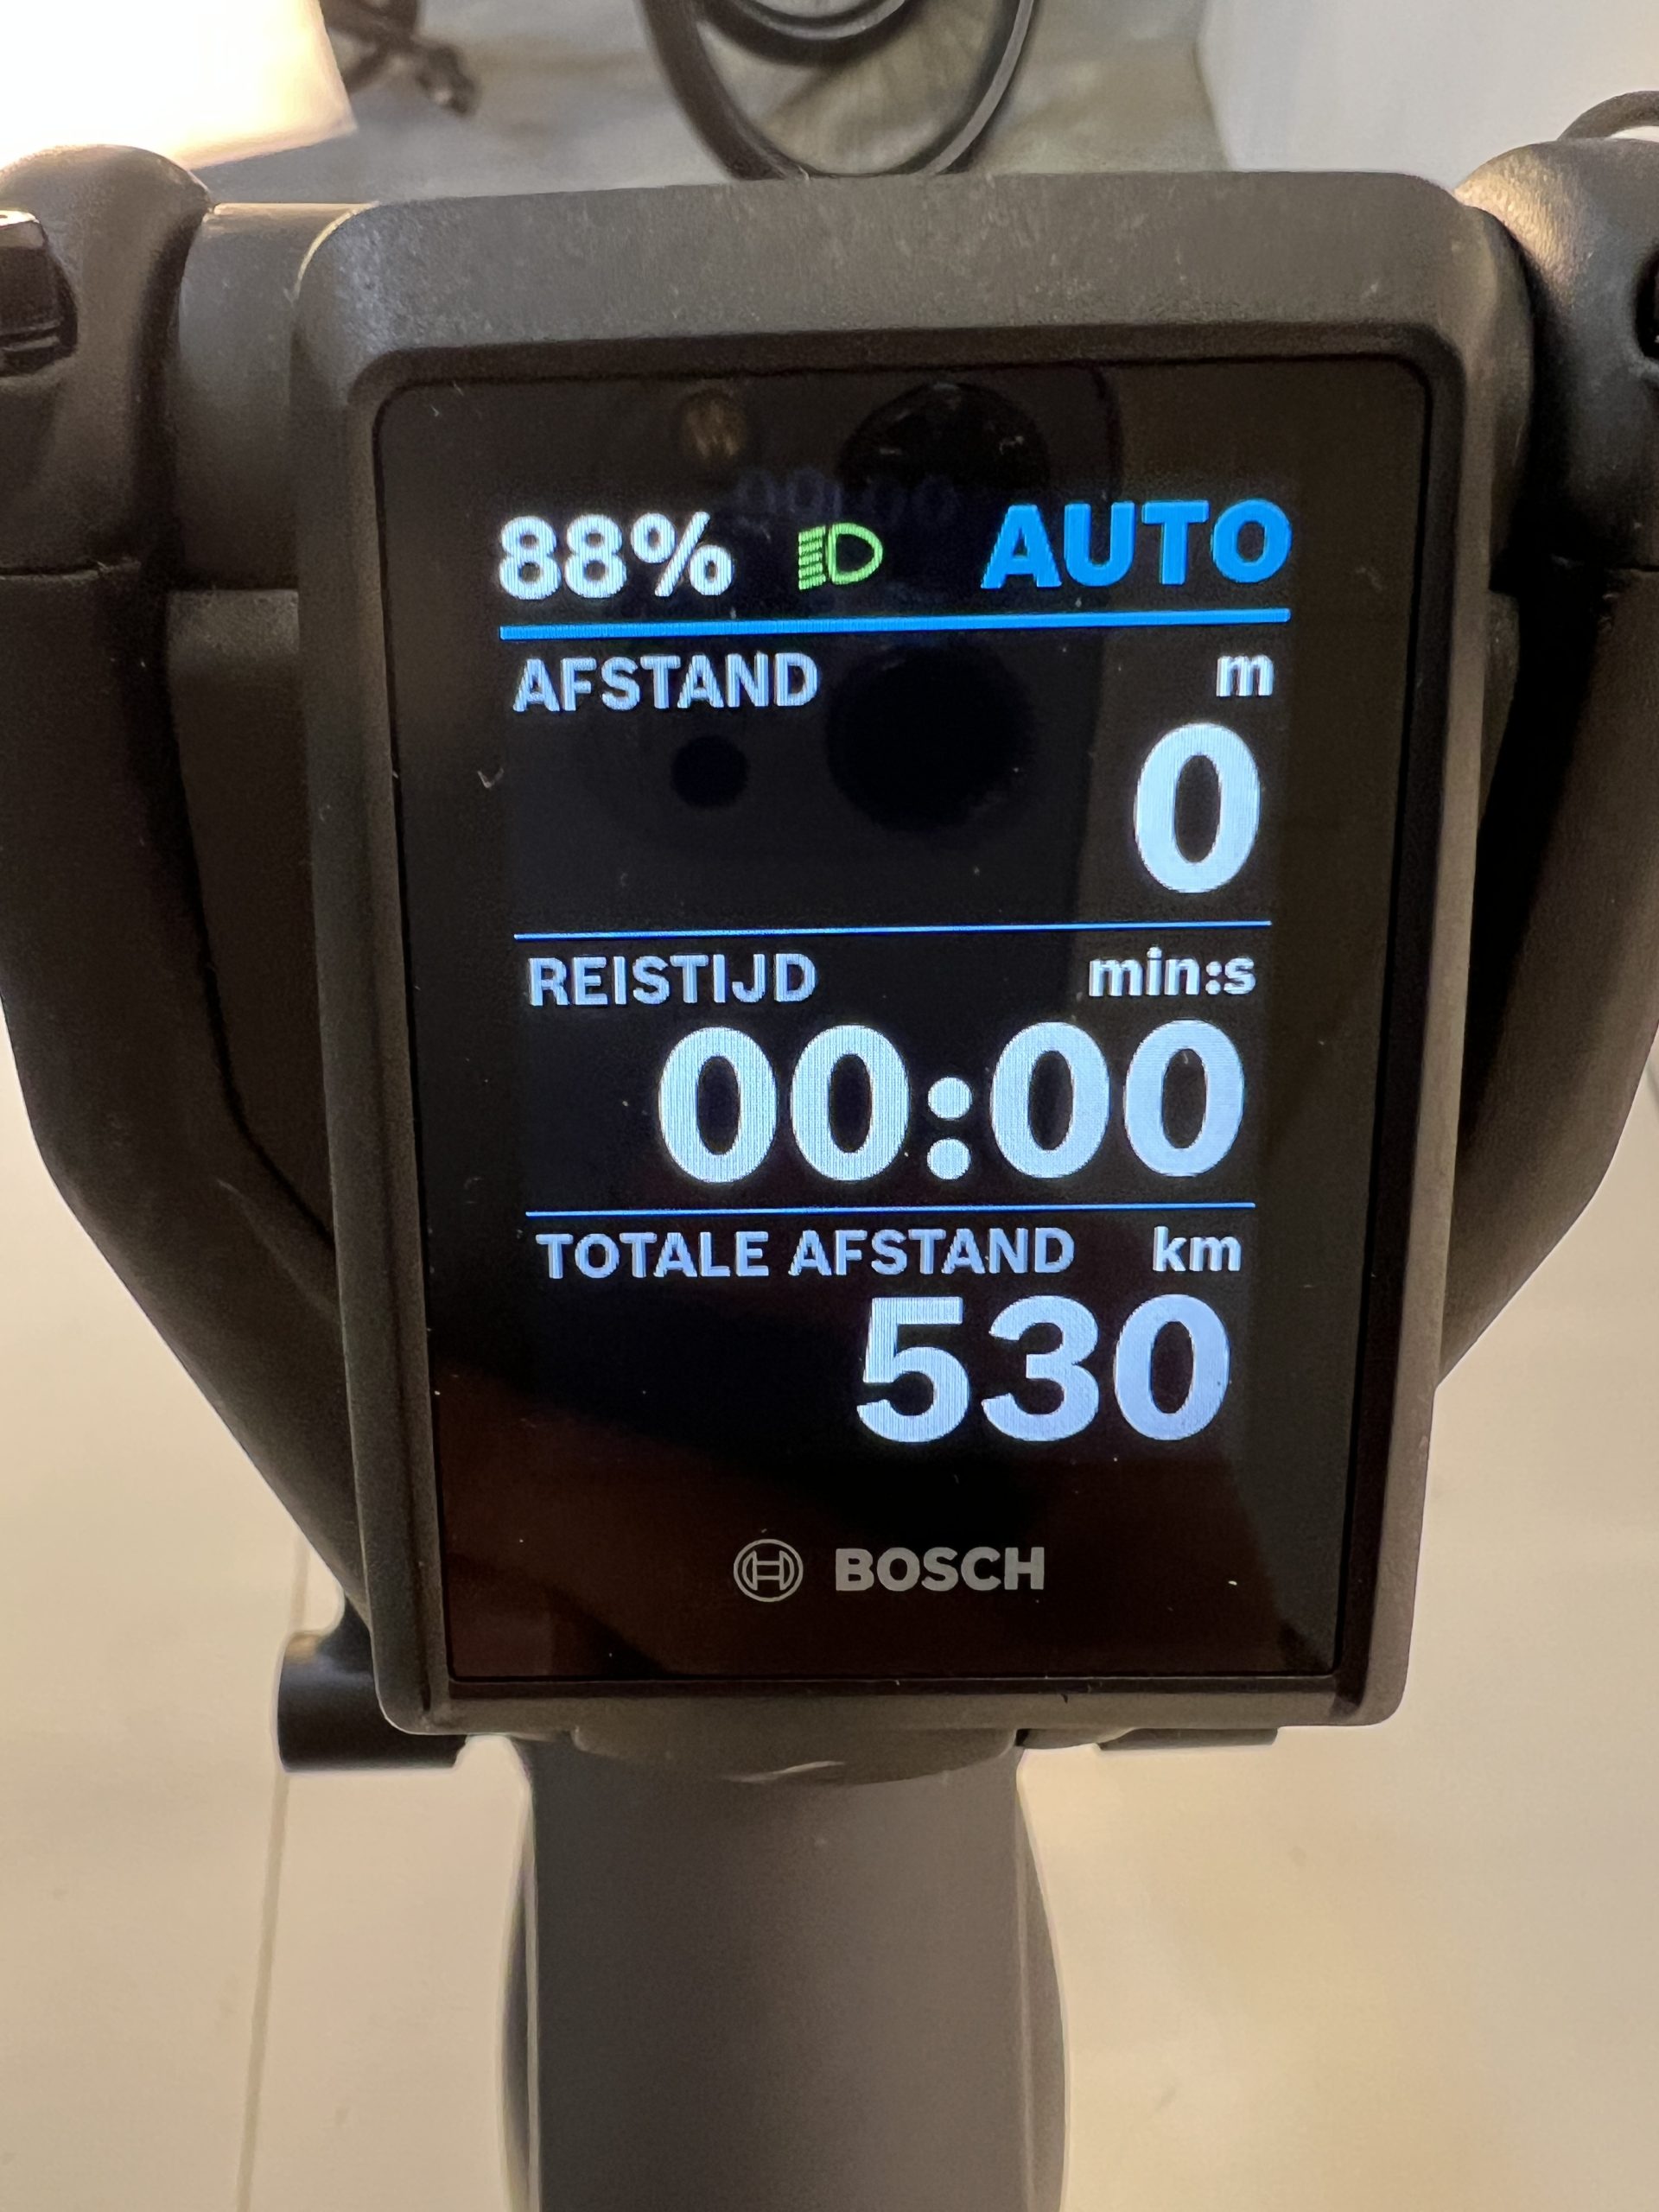 88% AUTO
AFSTAND m
0
REISTIJD min:s
00:00
TOTALE AFSTAND km
530
BOSCH